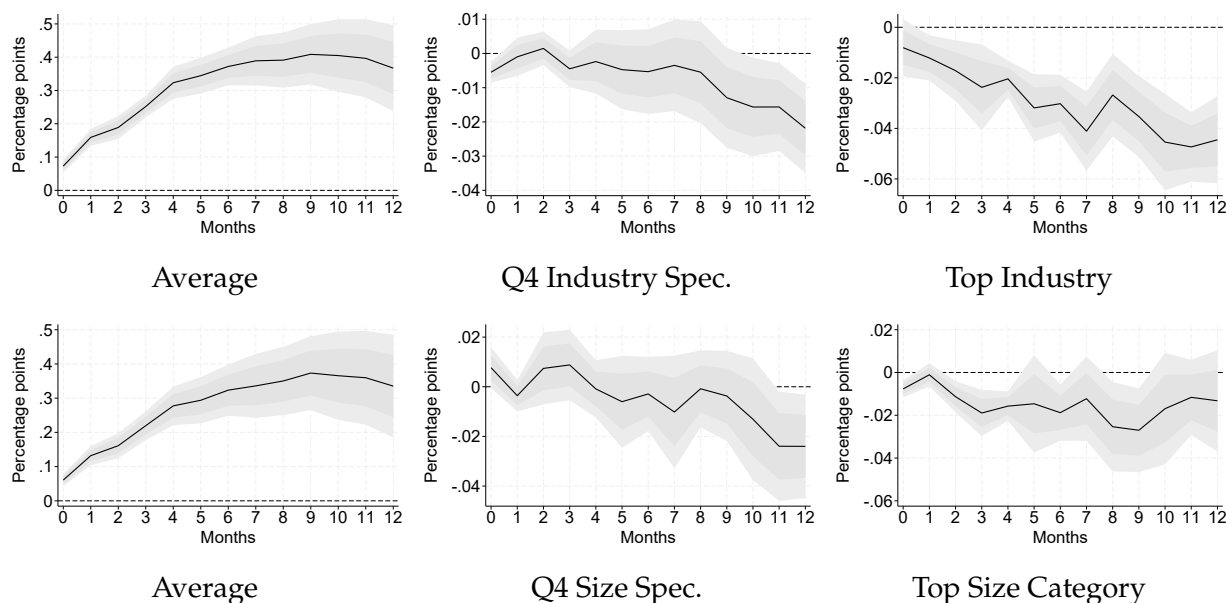 Percentage points
.5
.4
.3
.2
.1
0
0 1 2 3 4 5 6 7 8 9 10 11 12
Months
Average
Percentage points
.01
0
-.01
-.02
-.03
-.04
0 1 2 3 4 5 6 7 8 9 10 11 12
Months
Q4 Industry Spec.
Percentage points
0
-.02
-.04
-.06
0 1 2 3 4 5 6 7 8 9 10 11 12
Months
Top Industry
Percentage points
.5
.4
.3
.2
.1
0
0 1 2 3 4 5 6 7 8 9 10 11 12
Months
Average
Percentage points
.02
0
-.02
-.04
0 1 2 3 4 5 6 7 8 9 10 11 12
Months
Q4 Size Spec.
Percentage points
.02
0
-.02
-.04
-.06
0 1 2 3 4 5 6 7 8 9 10 11 12
Months
Top Size Category